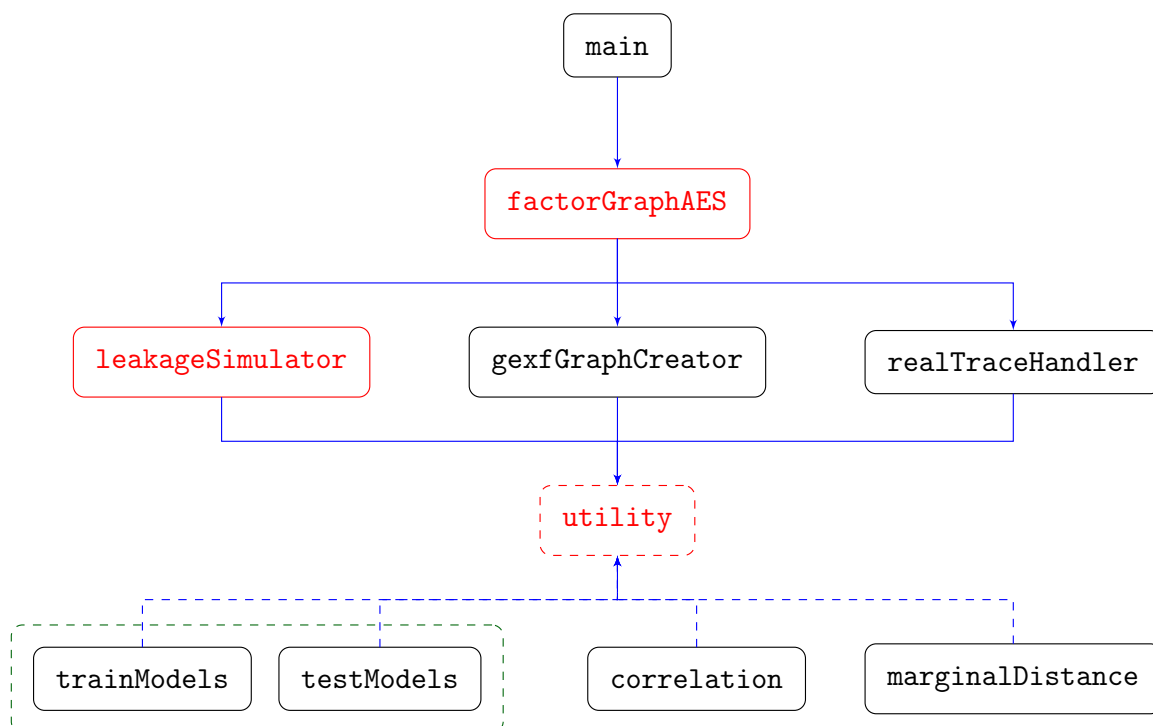 main
factorGraphAES
leakageSimulator
gexfGraphCreator
realTraceHandler
utility
trainModels
testModels
correlation
marginalDistance